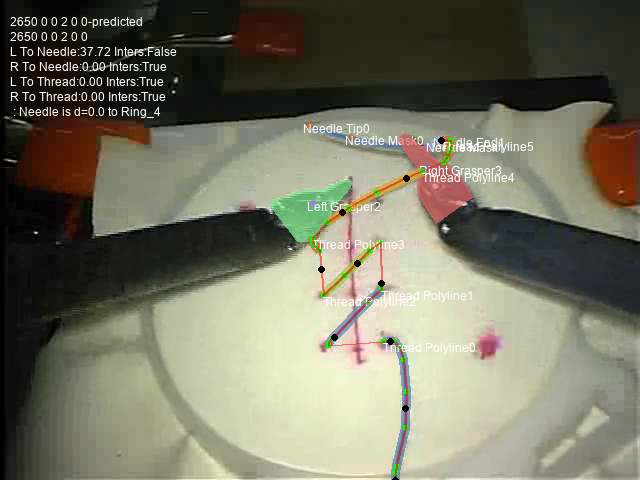 2650 0 0 2 0 0-predicted
2650 0 0 2 0 0
L To Needle:37.72 Inters:False
R To Needle:0.00 Inters:True
L To Thread:0.00 Inters:True
R To Thread:0.00 Inters:True
: Needle is d=0.0 to Ring_4
Needle Tip0
Needle Mask0
Right Grasper3
Thread Polyline4
Left Grasper2
Thread Polyline3
Thread Polyline1
Thread Polyline2
Thread Polyline0